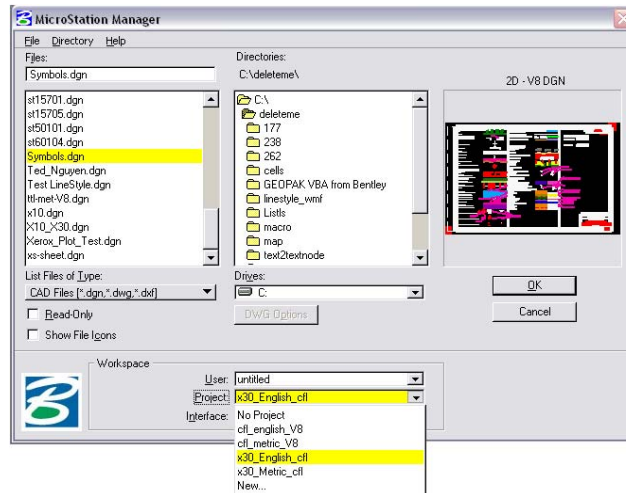 MicroStation Manager
File Directory Help
Files:
Symbols.dgn
st15701.dgn
st15705.dgn
st50101.dgn
st60104.dgn
Symbols.dgn
Ted_Nguyen.dgn
Test LineStyle.dgn
ttl-met-V8.dgn
x10.dgn
X10_X30.dgn
Xerox_Plot_Test.dgn
xs-sheet.dgn
List Files of Type:
CAD Files [*.dgn,*.dwg,*.dxf]
Read-Only
Show File Icons
Directories:
C:\deleteme\
C:\
deleteme
177
238
262
cells
GEOPAK VBA from Bentley
linestyle_wmf
Listls
macro
map
text2textnode
Drives:
C:
DWG Options
2D - V8 DGN
OK
Cancel
Workspace
User: untitled
Project: x30_English_cfl
Interface:
No Project
cfl_english_V8
cfl_metric_V8
x30_English_cfl
x30_Metric_cfl
New...